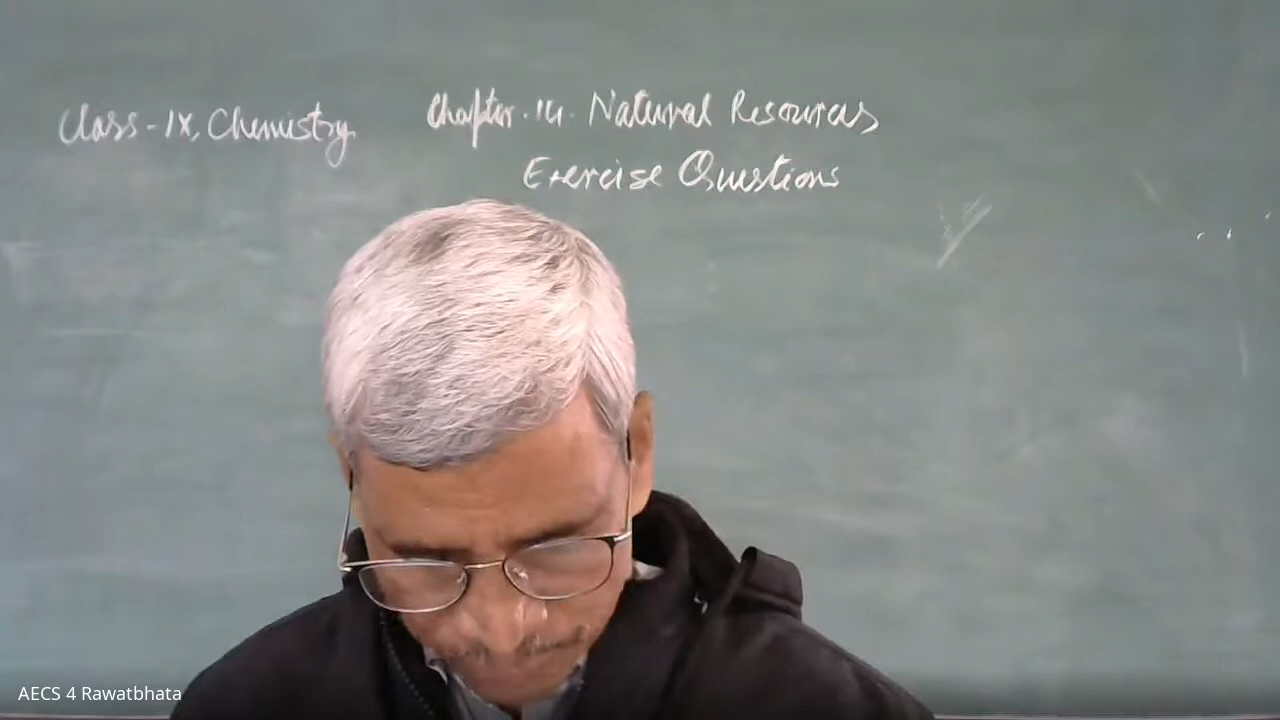 Class-IX, Chemistry Chapter-14. Natural Resources
Exercise Questions
AECS 4 Rawatbhata